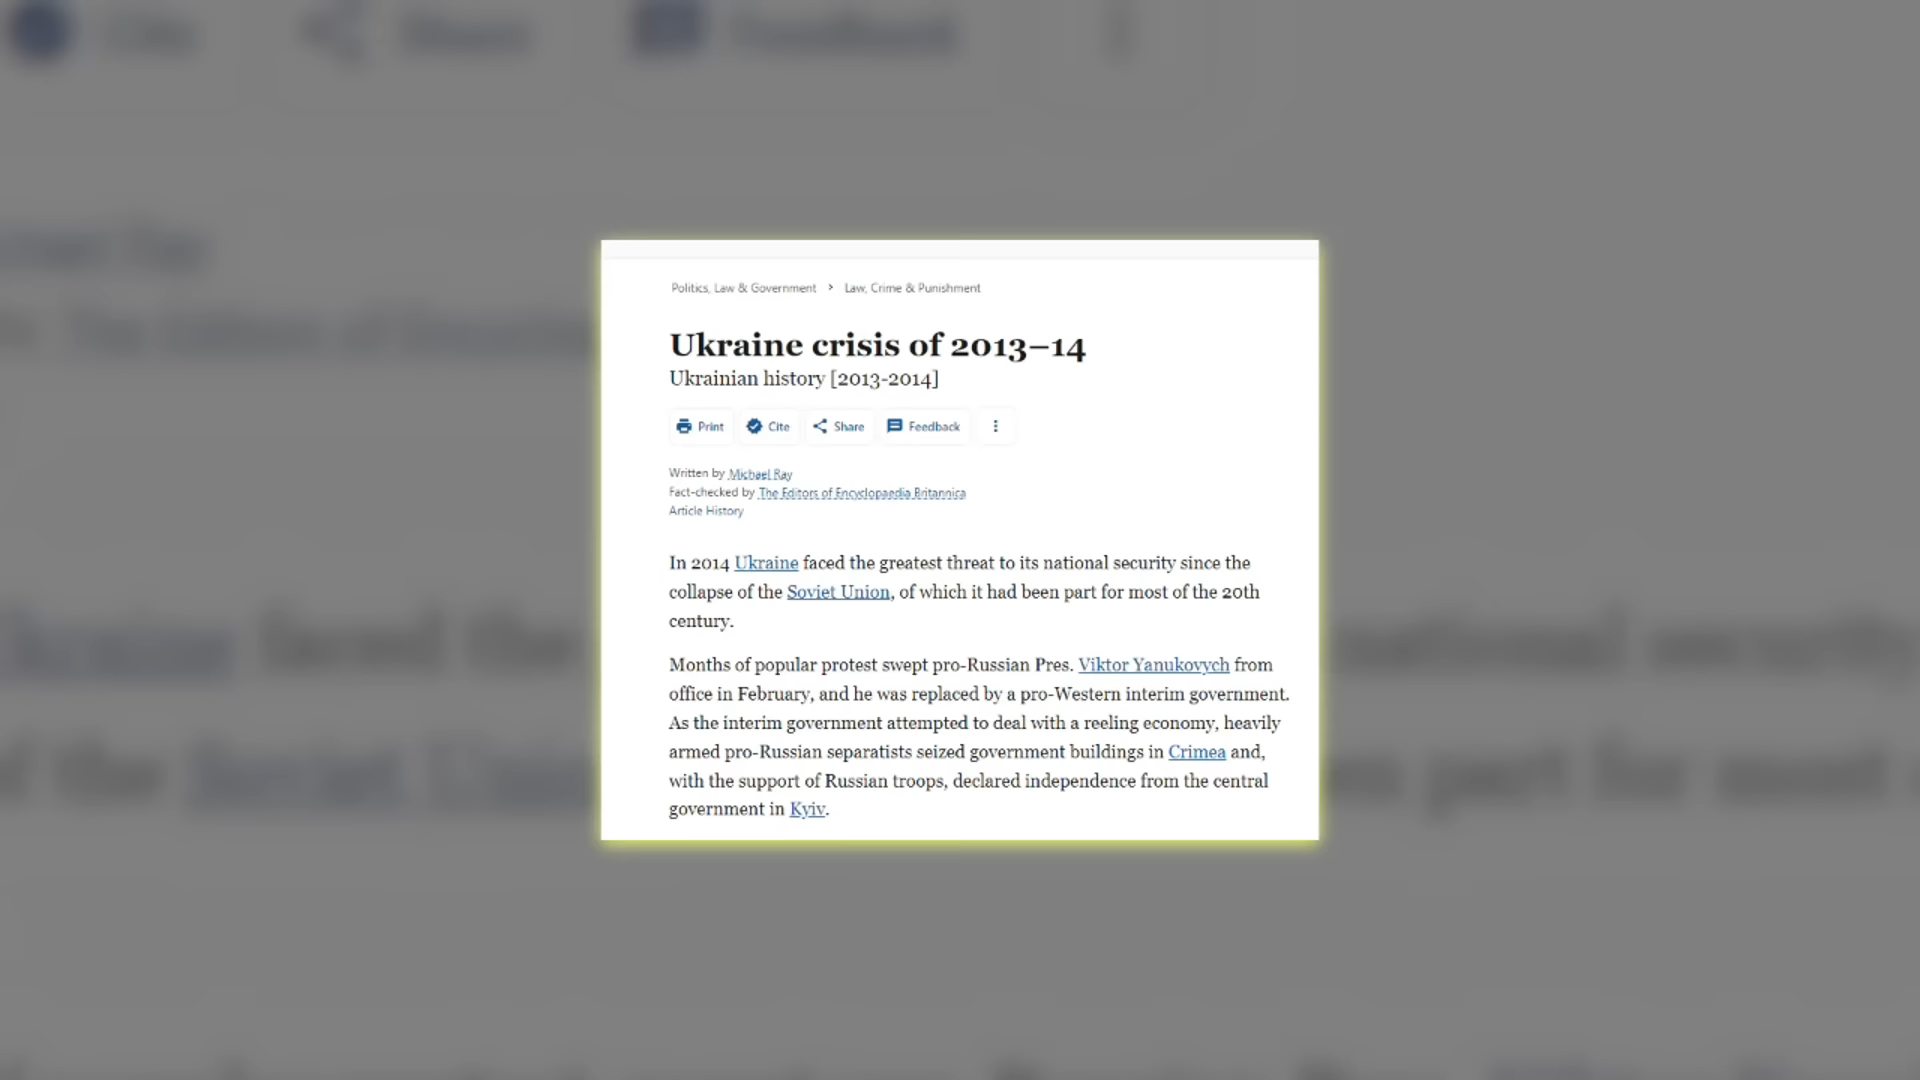 Cite Share Feedback
Politics, Law & Government > Law, Crime & Punishment
Ukraine crisis of 2013–14
Ukrainian history [2013-2014]
Print Cite Share Feedback
Written by Michael Ray
Fact-checked by The Editors of Encyclopaedia Britannica
Article History
In 2014 Ukraine faced the greatest threat to its national security since the
collapse of the Soviet Union, of which it had been part for most of the 20th
century.
Months of popular protest swept pro-Russian Pres. Viktor Yanukovych from
office in February, and he was replaced by a pro-Western interim government.
As the interim government attempted to deal with a reeling economy, heavily
armed pro-Russian separatists seized government buildings in Crimea and,
with the support of Russian troops, declared independence from the central
government in Kyiv.